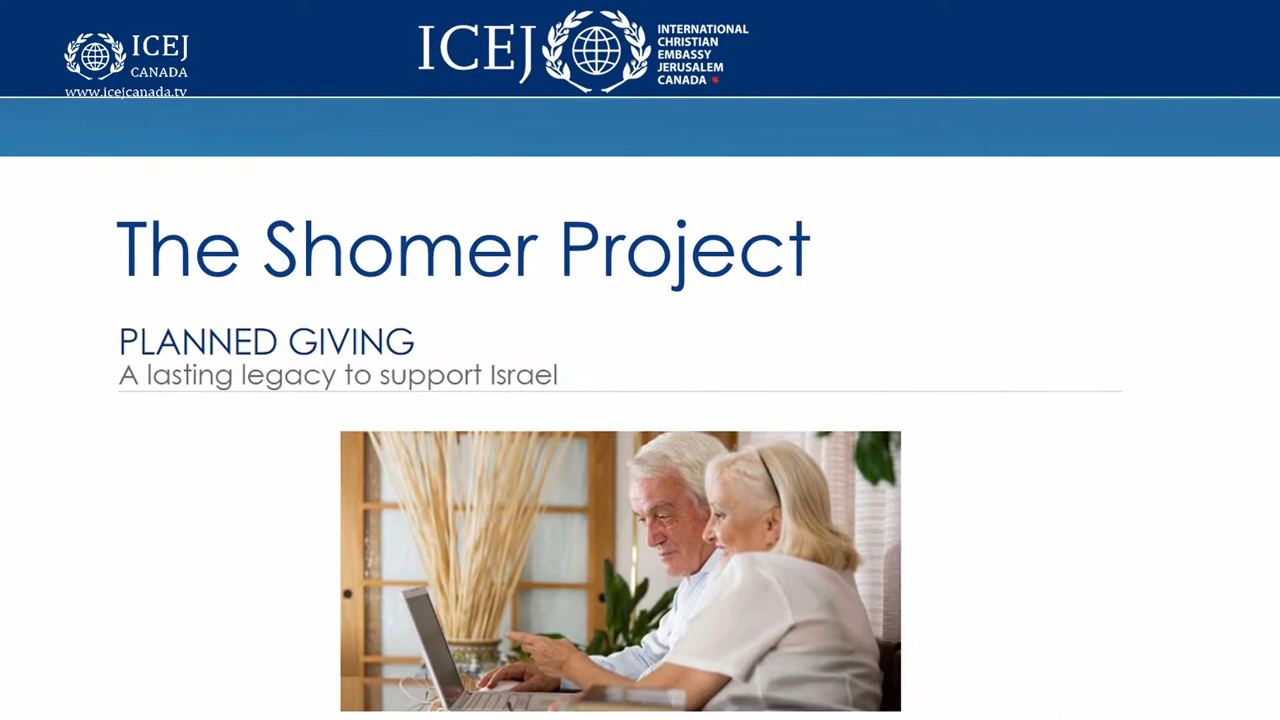 ICEJ
CANADA
www.icejcanada.tv
ICEJ
INTERNATIONAL
CHRISTIAN
EMBASSY
JERUSALEM
CANADA
The Shomer Project
PLANNED GIVING
A lasting legacy to support Israel